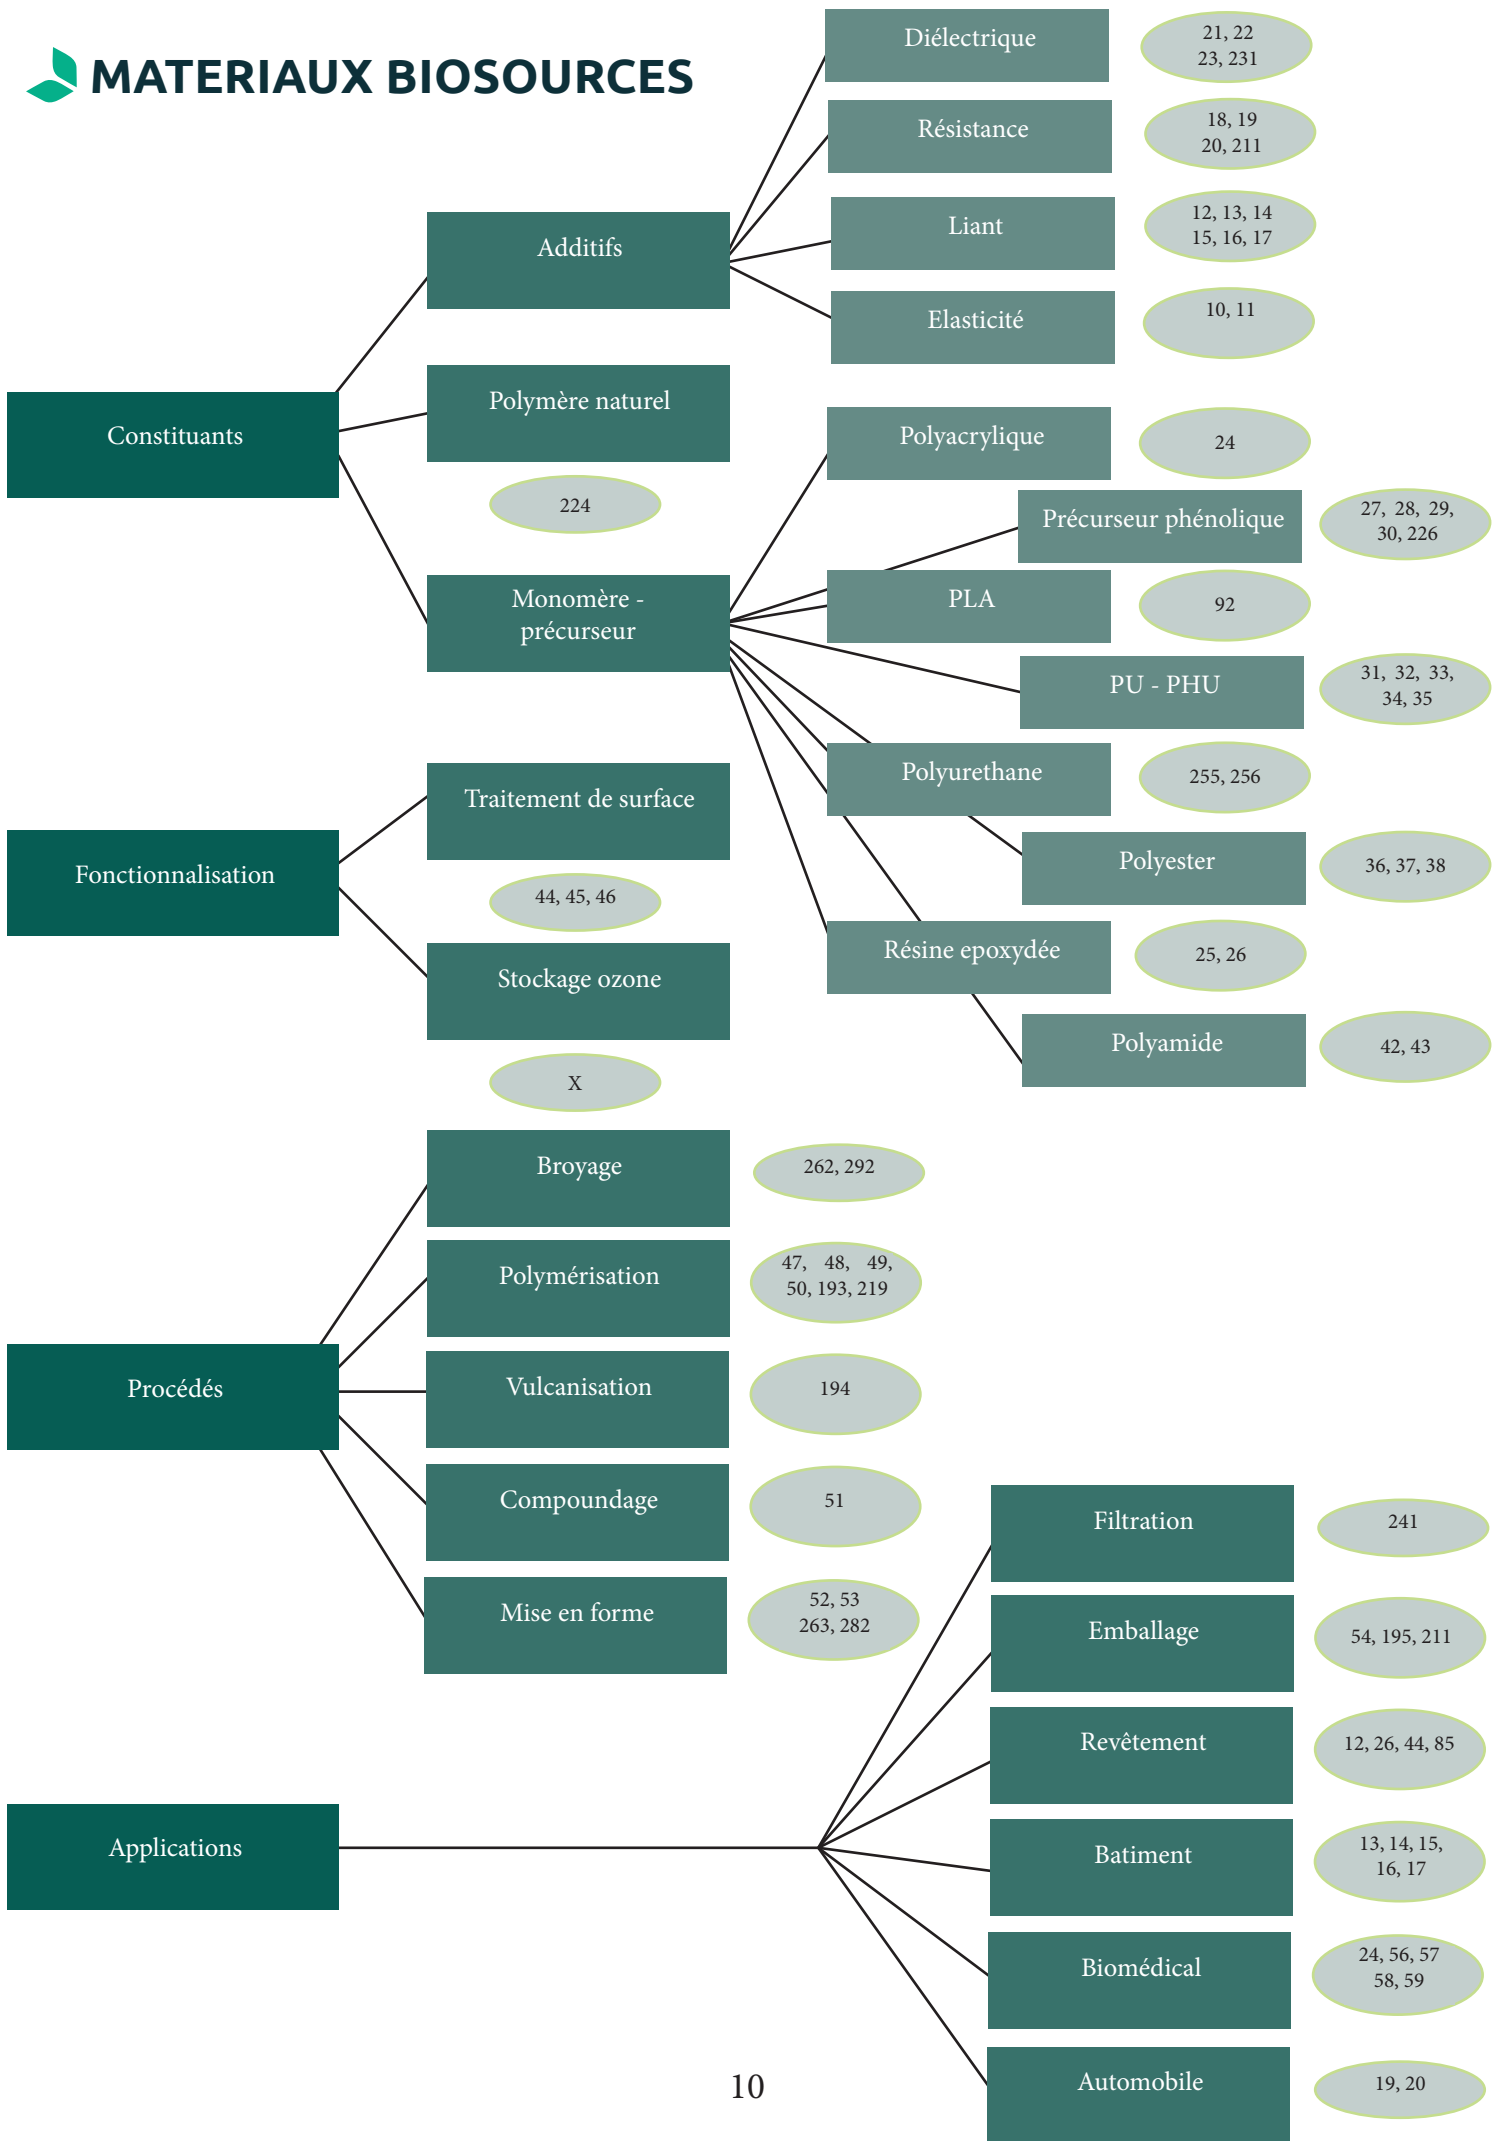 MATERIAUX BIOSOURCES
Diélectrique
21, 22
23, 231
Résistance
18, 19
20, 211
Additifs
Liant
12, 13, 14
15, 16, 17
Elasticité
10, 11
Constituants
Polymère naturel
224
Polyacrylique
24
Précurseur phénolique
27, 28, 29,
30, 226
Monomère -
précurseur
PLA
92
PU - PHU
31, 32, 33,
34, 35
Polyurethane
255, 256
Polyester
36, 37, 38
Résine epoxydée
25, 26
Polyamide
42, 43
Fonctionnalisation
Traitement de surface
44, 45, 46
Stockage ozone
X
Procédés
Broyage
262, 292
Polymérisation
47, 48, 49,
50, 193, 219
Vulcanisation
194
Compoundage
51
Mise en forme
52, 53
263, 282
Applications
Filtration
241
Emballage
54, 195, 211
Revêtement
12, 26, 44, 85
Batiment
13, 14, 15,
16, 17
Biomédical
24, 56, 57
58, 59
Automobile
19, 20
10